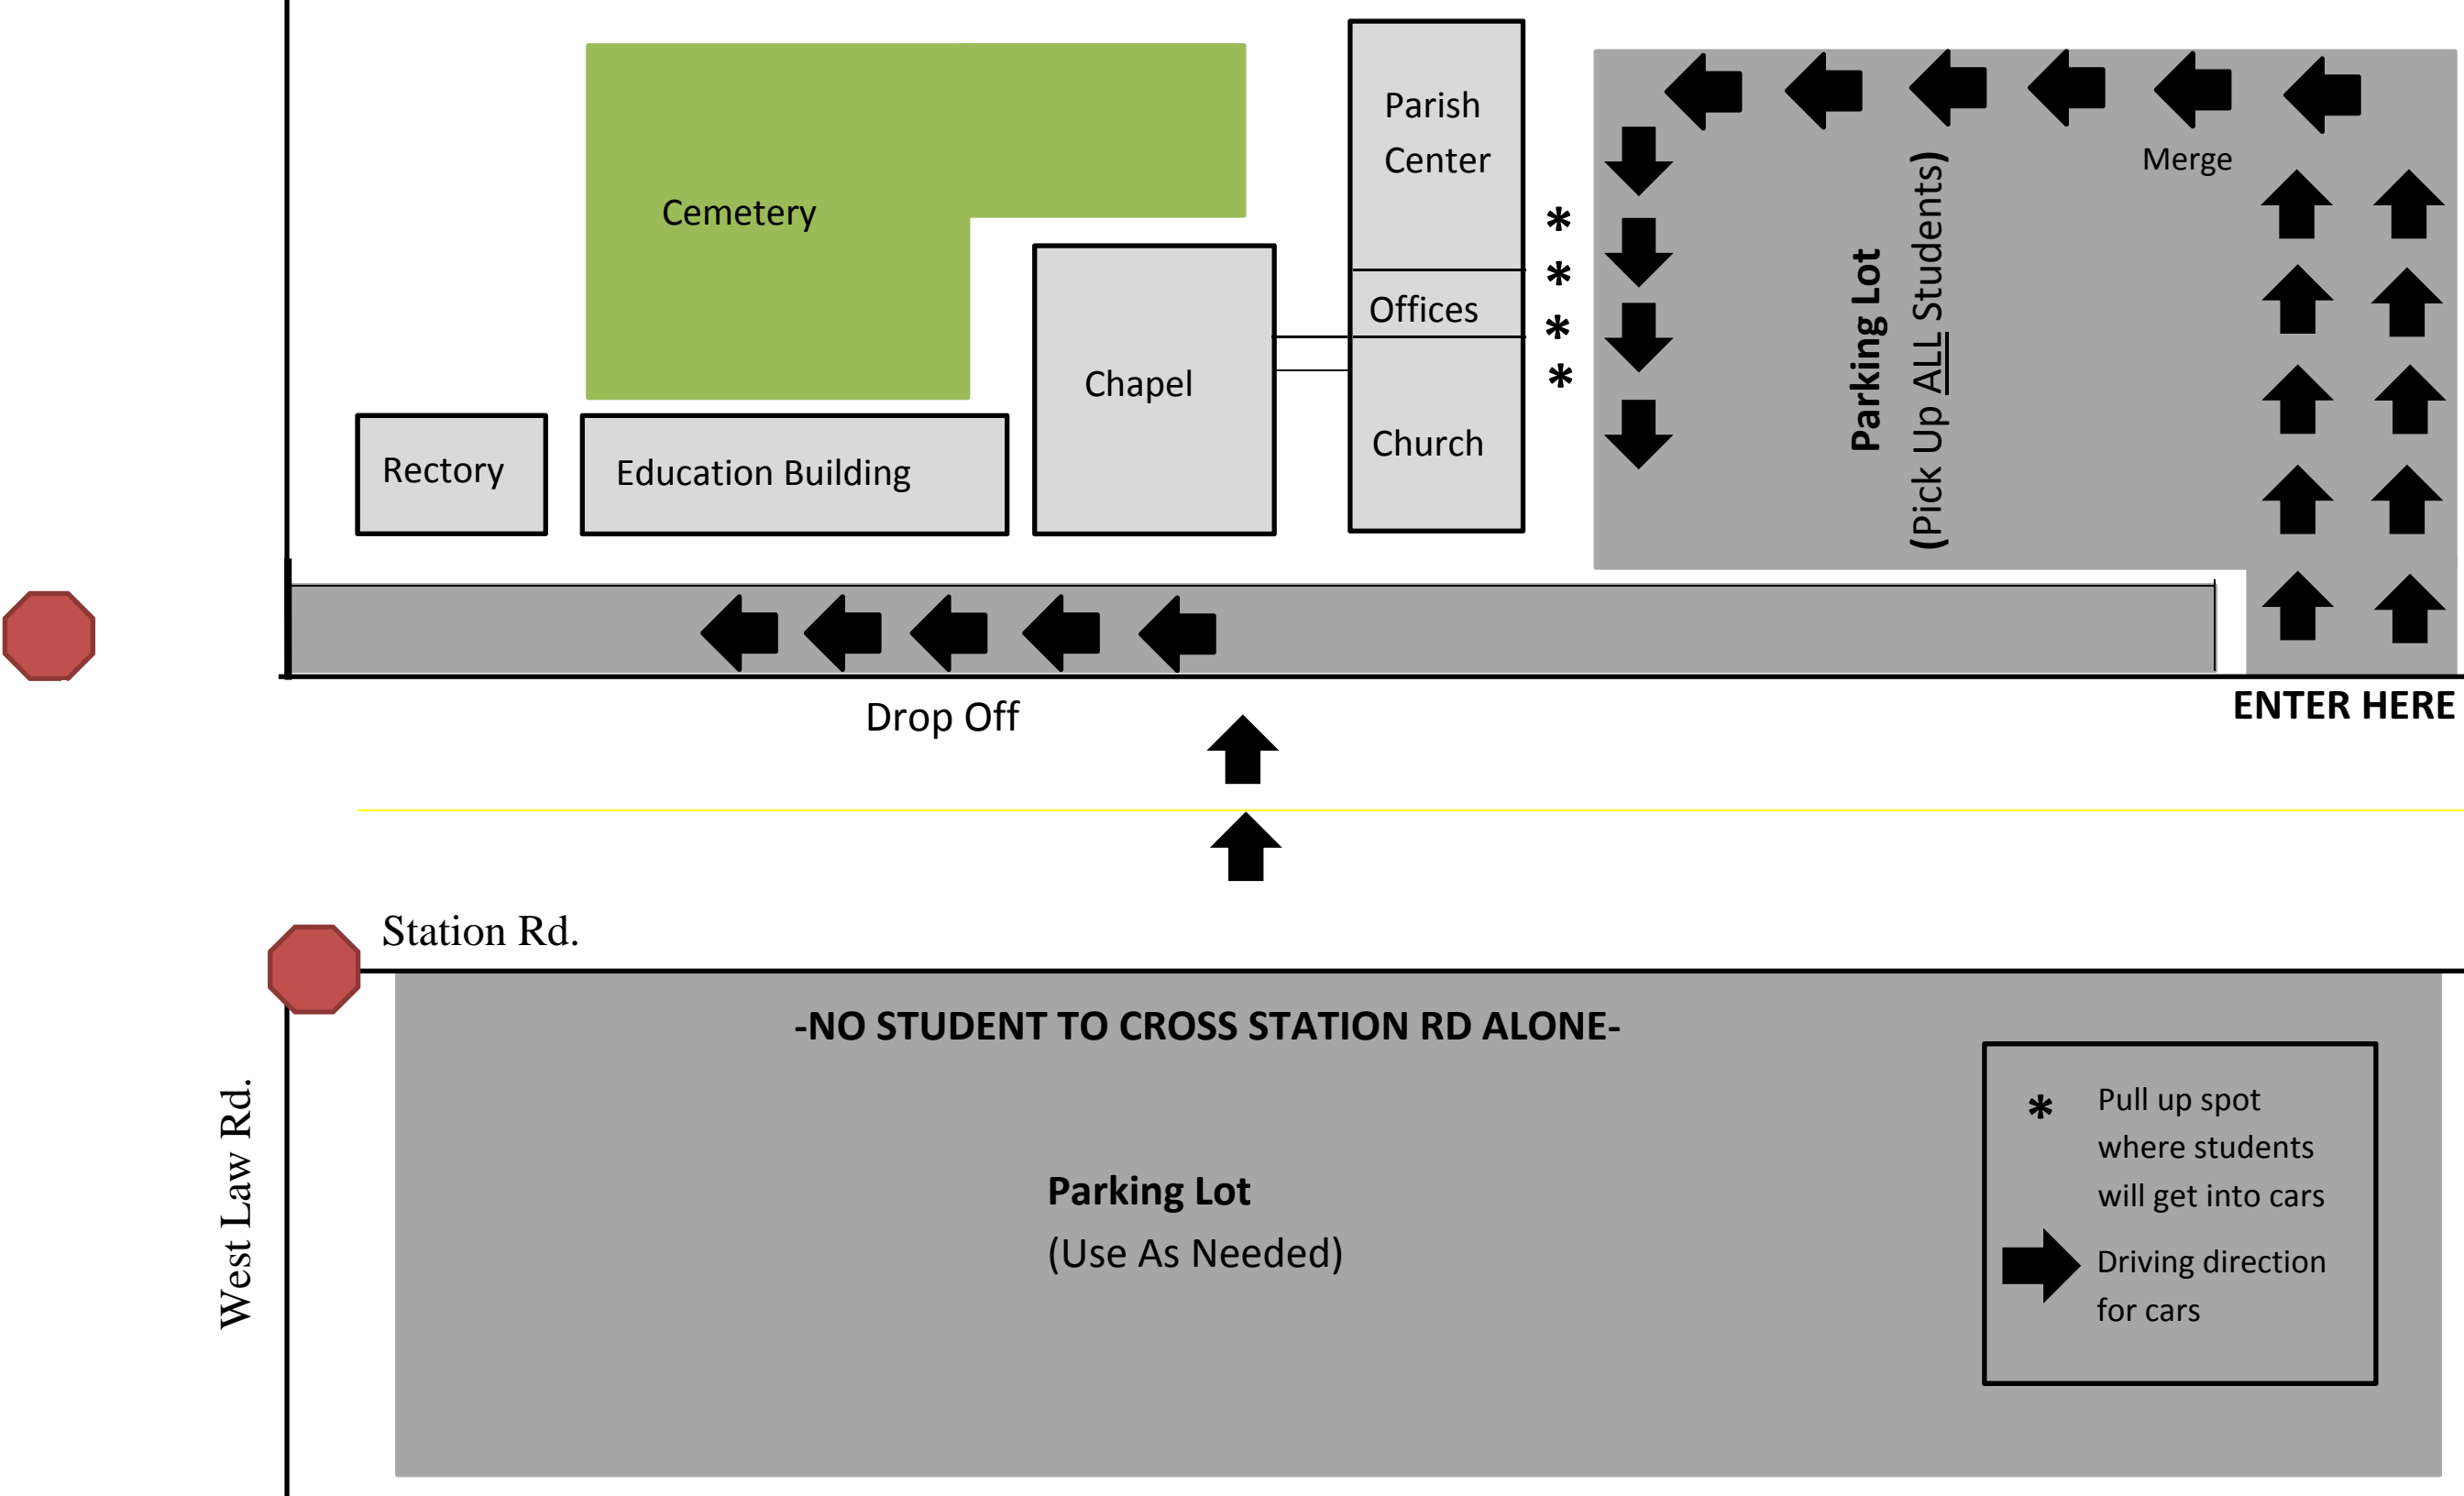 Parish
Center
Merge
Cemetery
Offices
Parking Lot
(Pick Up ALL Students)
Chapel
Church
Rectory
Education Building
Drop Off
ENTER HERE
Station Rd.
-NO STUDENT TO CROSS STATION RD ALONE-
West Law Rd.
Parking Lot
(Use As Needed)
* Pull up spot
where students
will get into cars
Driving direction
for cars
*
*
*
*